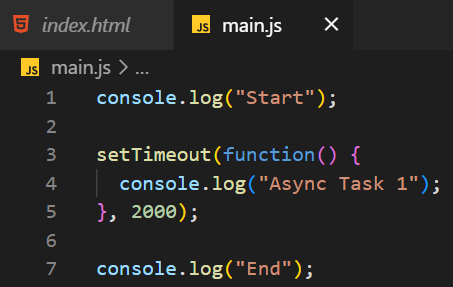 index.html main.js ×
JS main.js > ...
1 console.log("Start");
2
3 setTimeout(function() {
4   console.log("Async Task 1");
5 }, 2000);
6
7 console.log("End");